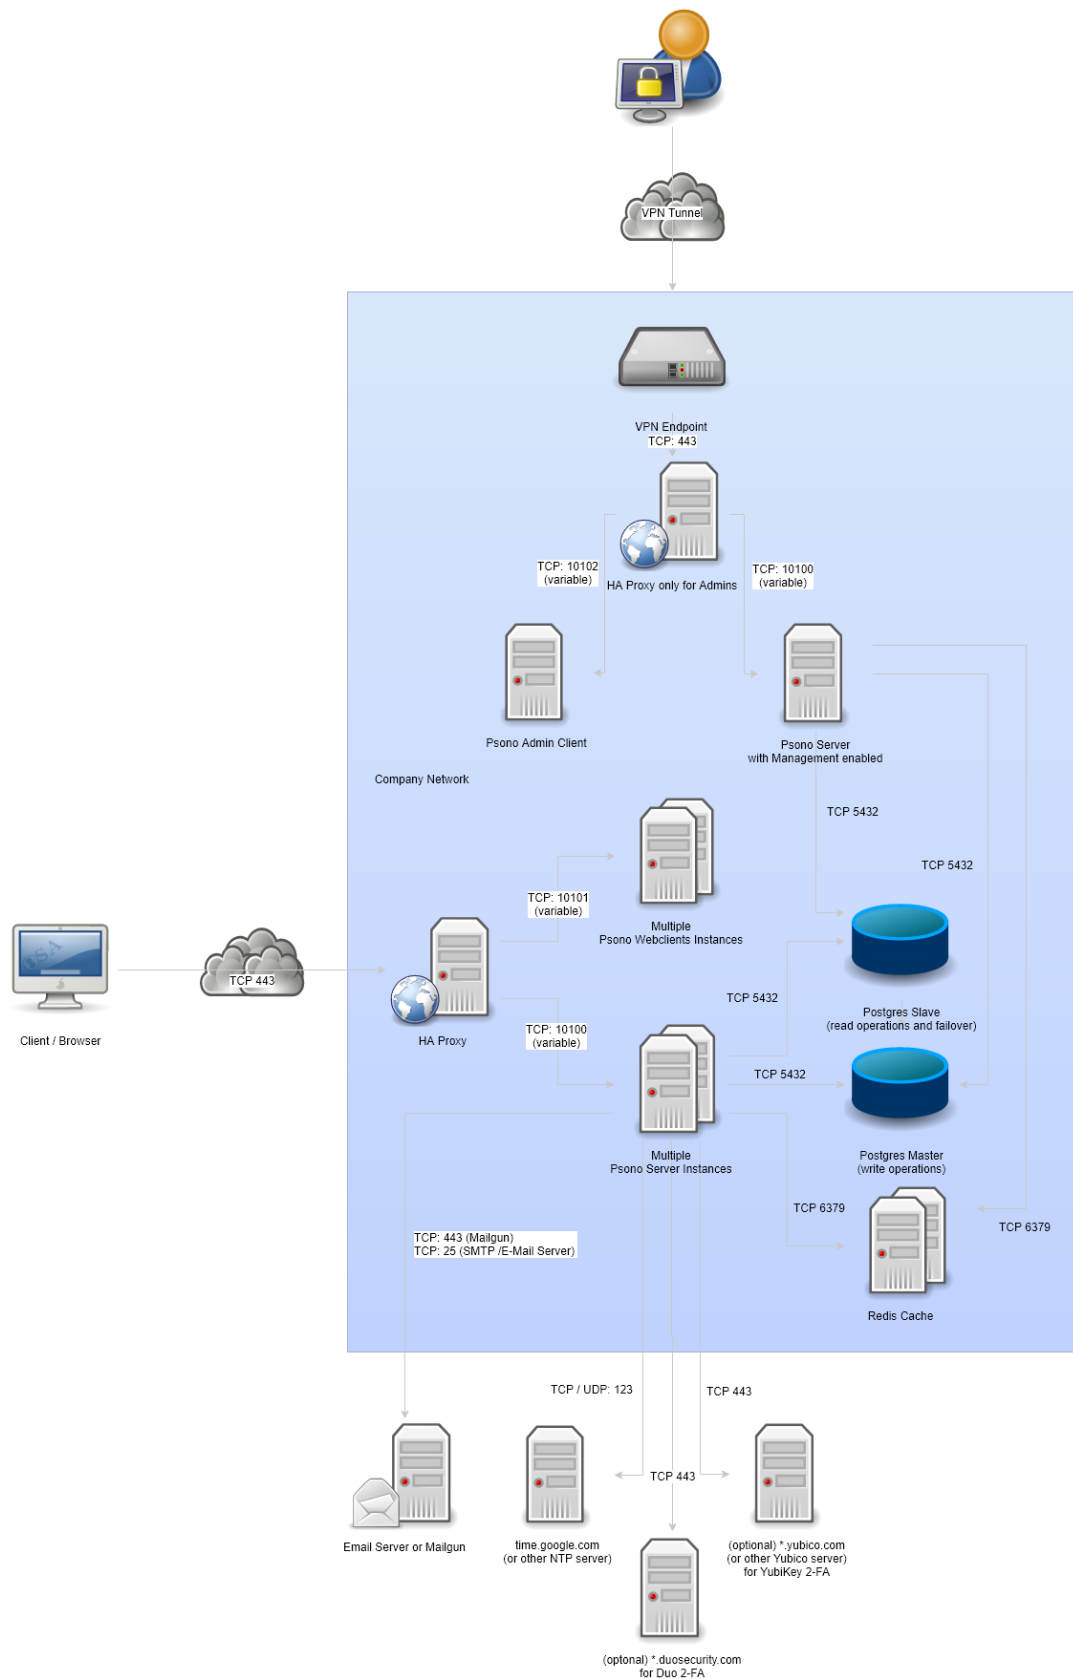 VPN Tunnel
VPN Endpoint
TCP: 443
TCP: 10102
(variable)
TCP: 10100
(variable)
HA Proxy only for Admins
Psono Admin Client
Psono Server
with Management enabled
Company Network
TCP 5432
TCP 5432
TCP: 10101
(variable)
Multiple
Psono Webclients Instances
TCP 443
Client / Browser
HA Proxy
TCP 5432
Postgres Slave
(read operations and failover)
TCP: 10100
(variable)
TCP 5432
Multiple
Psono Server Instances
Postgres Master
(write operations)
TCP 6379
TCP 6379
TCP: 443 (Mailgun)
TCP: 25 (SMTP /E-Mail Server)
Redis Cache
TCP / UDP: 123
TCP 443
TCP 443
Email Server or Mailgun
time.google.com
(or other NTP server)
(optional) *.yubico.com
(or other Yubico server)
for YubiKey 2-FA
(optonal) *.duosecurity.com
for Duo 2-FA